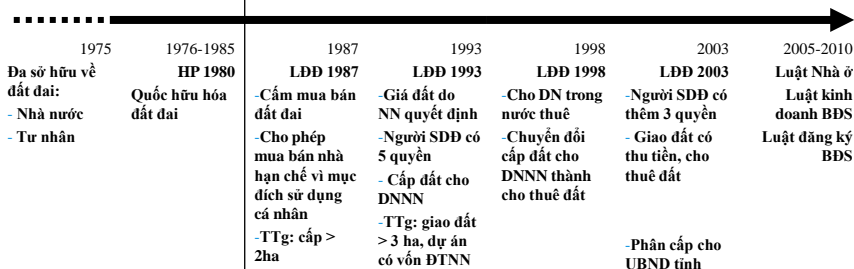 1975
Đa sở hữu về
đất đai:
- Nhà nước
- Tư nhân
1976-1985
HP 1980
Quốc hữu hóa
đất đai
1987
LĐĐ 1987
-Cấm mua bán
đất đai
-Cho phép
mua bán nhà
hạn chế vì mục
đích sử dụng
cá nhân
-TTg: cấp >
2ha
1993
LĐĐ 1993
-Giá đất do
NN quyết định
-Người SDĐ có
5 quyền
- Cấp đất cho
DNNN
-TTg: giao đất
> 3 ha, dự án
có vốn ĐTNN
1998
LĐĐ 1998
-Cho DN trong
nước thuê
-Chuyển đổi
cấp đất cho
DNNN thành
cho thuê đất
2003
LĐĐ 2003
-Người SDĐ có
thêm 3 quyền
- Giao đất có
thu tiền, cho
thuê đất
-Phân cấp cho
UBND tỉnh
2005-2010
Luật Nhà ở
Luật kinh
doanh BĐS
Luật đăng ký
BĐS